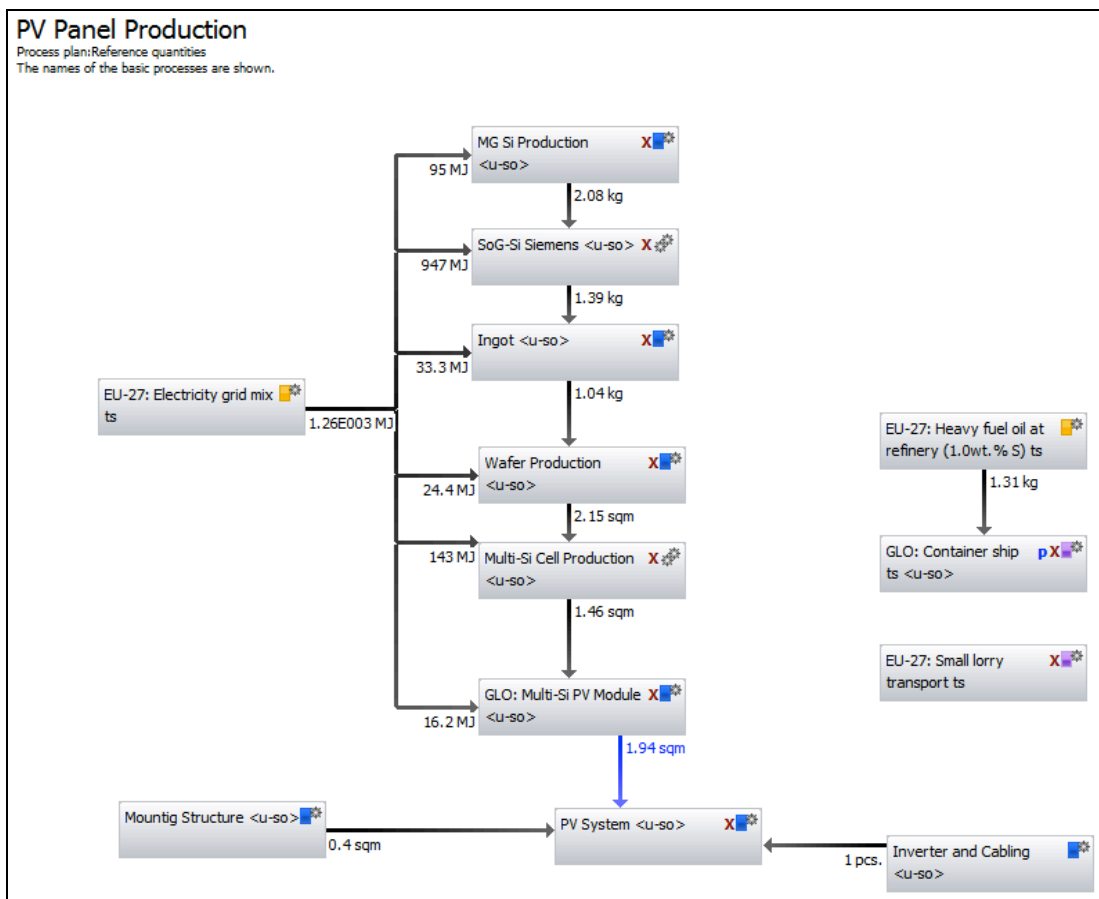 PV Panel Production
Process plan:Reference quantities
The names of the basic processes are shown.
MG Si Production X
<u-so>
95 MJ
2.08 kg
SoG-Si Siemens <u-so> X
947 MJ
1.39 kg
Ingot <u-so> X
33.3 MJ
1.04 kg
EU-27: Electricity grid mix
ts
1.26E003 MJ
EU-27: Heavy fuel oil at
refinery (1.0wt.% S) ts
1.31 kg
Wafer Production X
<u-so>
24.4 MJ
2.15 sqm
Multi-Si Cell Production X
<u-so>
143 MJ
1.46 sqm
GLO: Container ship pX
ts <u-so>
EU-27: Small lorry X
transport ts
GLO: Multi-Si PV Module X
<u-so>
16.2 MJ
1.94 sqm
Mountig Structure <u-so>
0.4 sqm
PV System <u-so> X
1 pcs.
Inverter and Cabling
<u-so>